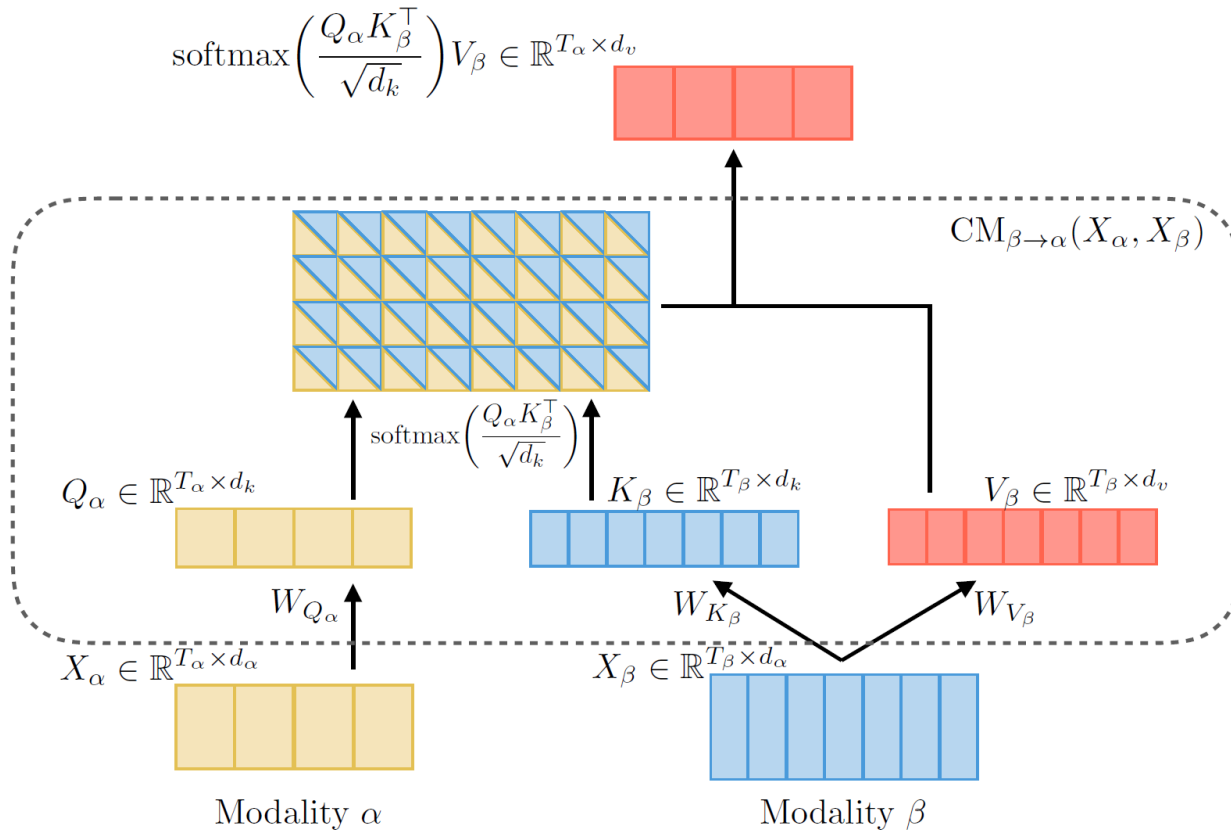 softmax(Q_α K_β^⊤ / √d_k) V_β ∈ ℝ^{T_α × d_v}
CM_{β→α}(X_α, X_β)
softmax(Q_α K_β^⊤ / √d_k)
Q_α ∈ ℝ^{T_α × d_k}
K_β ∈ ℝ^{T_β × d_k}
V_β ∈ ℝ^{T_β × d_v}
W_{Q_α}
W_{K_β}
W_{V_β}
X_α ∈ ℝ^{T_α × d_α}
X_β ∈ ℝ^{T_β × d_α}
Modality α
Modality β